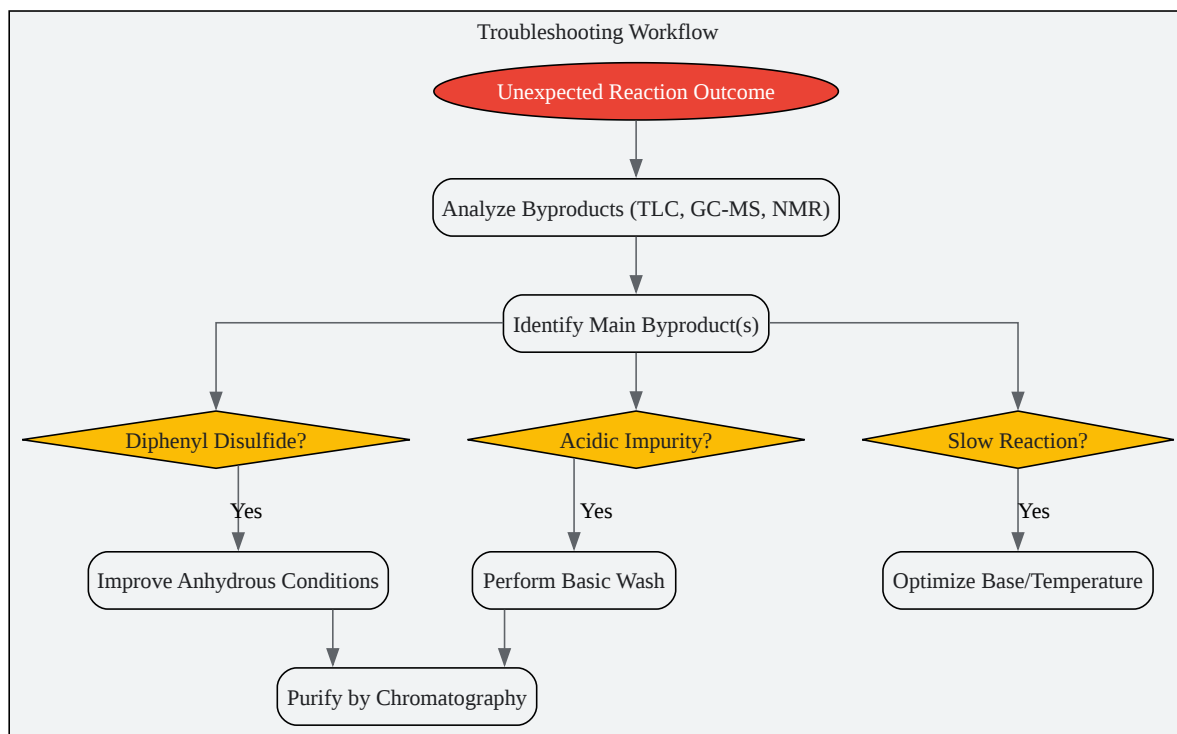 Troubleshooting Workflow
Unexpected Reaction Outcome
Analyze Byproducts (TLC, GC-MS, NMR)
Identify Main Byproduct(s)
Diphenyl Disulfide?
Acidic Impurity?
Slow Reaction?
Yes
Yes
Yes
Improve Anhydrous Conditions
Perform Basic Wash
Optimize Base/Temperature
Purify by Chromatography